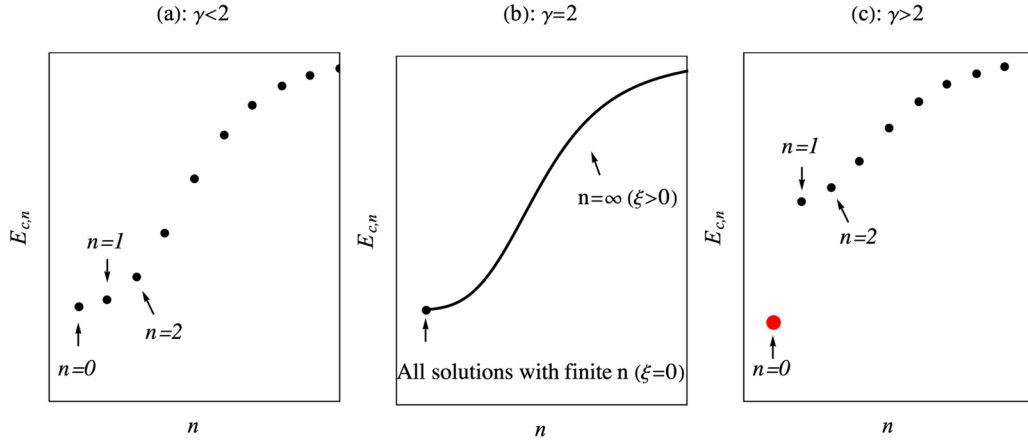 (a): γ<2
(b): γ=2
(c): γ>2
E_{c,n}
n=0
n=1
n=2
n
E_{c,n}
n=∞ (ξ>0)
All solutions with finite n (ξ=0)
n
E_{c,n}
n=1
n=2
n=0
n